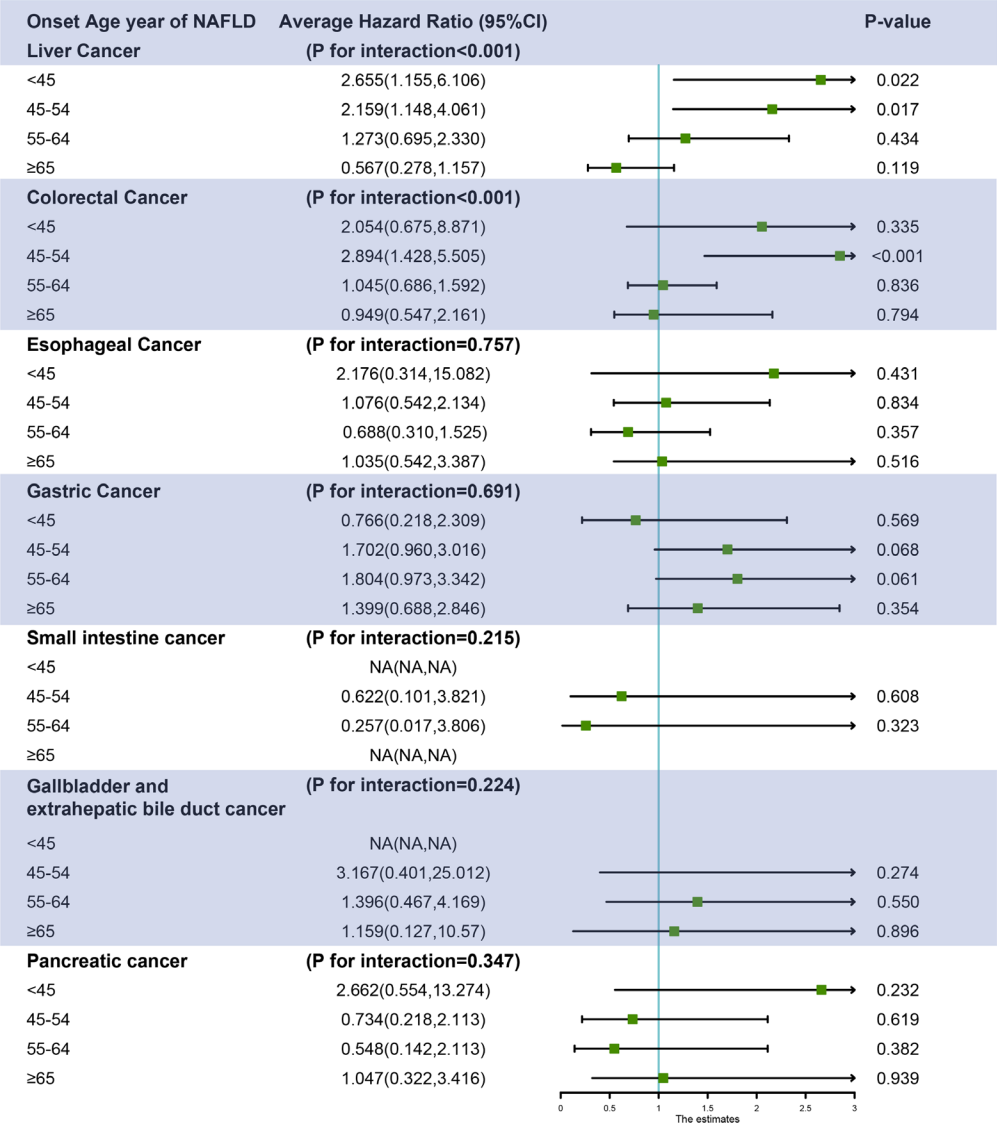 Onset Age year of NAFLD Average Hazard Ratio (95%CI) P-value
Liver Cancer (P for interaction<0.001)
<45 2.655(1.155,6.106) 0.022
45-54 2.159(1.148,4.061) 0.017
55-64 1.273(0.695,2.330) 0.434
≥65 0.567(0.278,1.157) 0.119
Colorectal Cancer (P for interaction<0.001)
<45 2.054(0.675,8.871) 0.335
45-54 2.894(1.428,5.505) <0.001
55-64 1.045(0.686,1.592) 0.836
≥65 0.949(0.547,2.161) 0.794
Esophageal Cancer (P for interaction=0.757)
<45 2.176(0.314,15.082) 0.431
45-54 1.076(0.542,2.134) 0.834
55-64 0.688(0.310,1.525) 0.357
≥65 1.035(0.542,3.387) 0.516
Gastric Cancer (P for interaction=0.691)
<45 0.766(0.218,2.309) 0.569
45-54 1.702(0.960,3.016) 0.068
55-64 1.804(0.973,3.342) 0.061
≥65 1.399(0.688,2.846) 0.354
Small intestine cancer (P for interaction=0.215)
<45 NA(NA,NA)
45-54 0.622(0.101,3.821) 0.608
55-64 0.257(0.017,3.806) 0.323
≥65 NA(NA,NA)
Gallbladder and (P for interaction=0.224)
extrahepatic bile duct cancer
<45 NA(NA,NA)
45-54 3.167(0.401,25.012) 0.274
55-64 1.396(0.467,4.169) 0.550
≥65 1.159(0.127,10.57) 0.896
Pancreatic cancer (P for interaction=0.347)
<45 2.662(0.554,13.274) 0.232
45-54 0.734(0.218,2.113) 0.619
55-64 0.548(0.142,2.113) 0.382
≥65 1.047(0.322,3.416) 0.939
0 0.5 1 1.5 2 2.5 3
The estimates